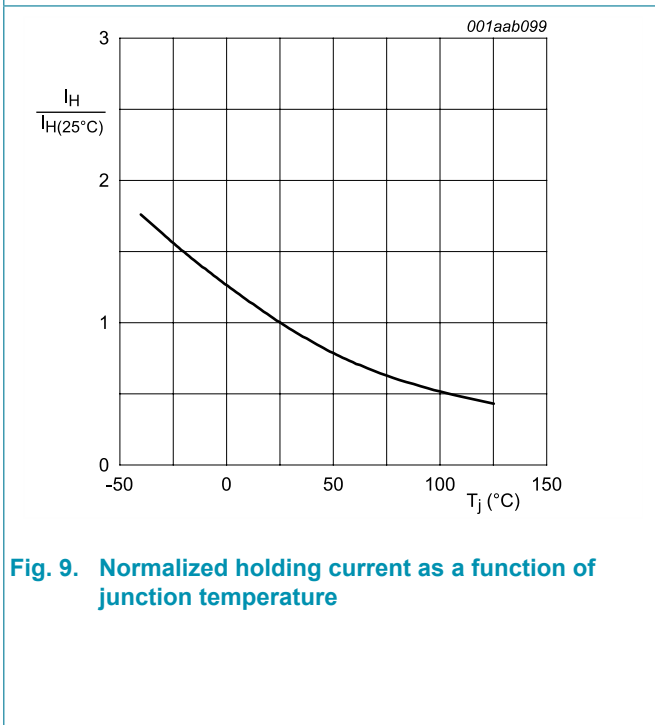 001aab099
3
I_H
I_H(25°C)
2
1
0
-50 0 50 100 150
T_j (°C)
Fig. 9. Normalized holding current as a function of
junction temperature